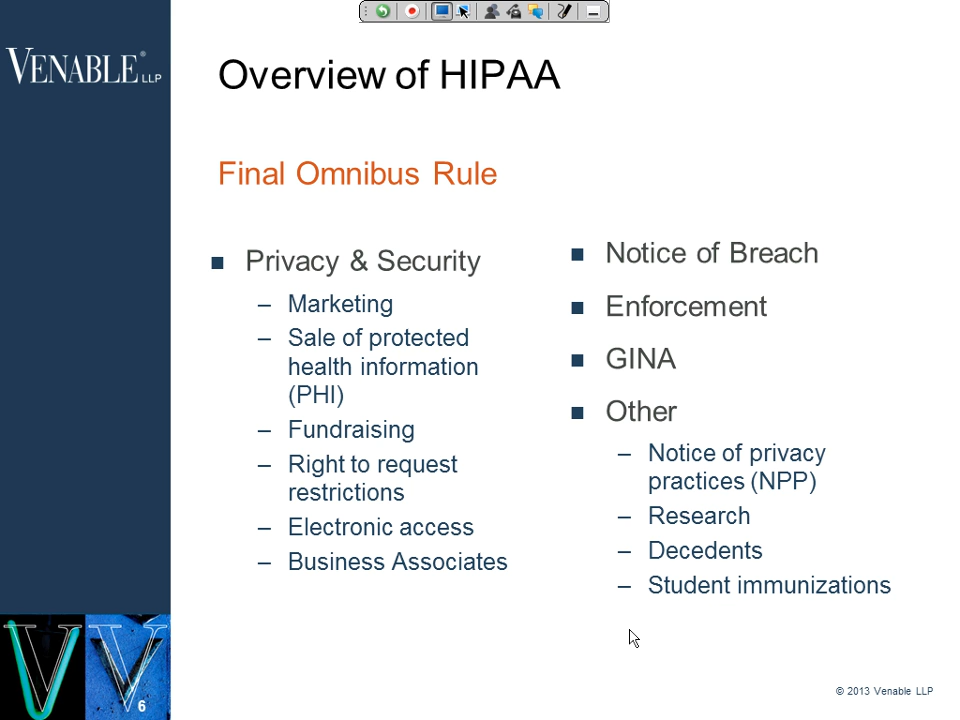 VENABLE® LLP
Overview of HIPAA
Final Omnibus Rule
■ Privacy & Security
– Marketing
– Sale of protected
health information
(PHI)
– Fundraising
– Right to request
restrictions
– Electronic access
– Business Associates
■ Notice of Breach
■ Enforcement
■ GINA
■ Other
– Notice of privacy
practices (NPP)
– Research
– Decedents
– Student immunizations
V V
6
© 2013 Venable LLP